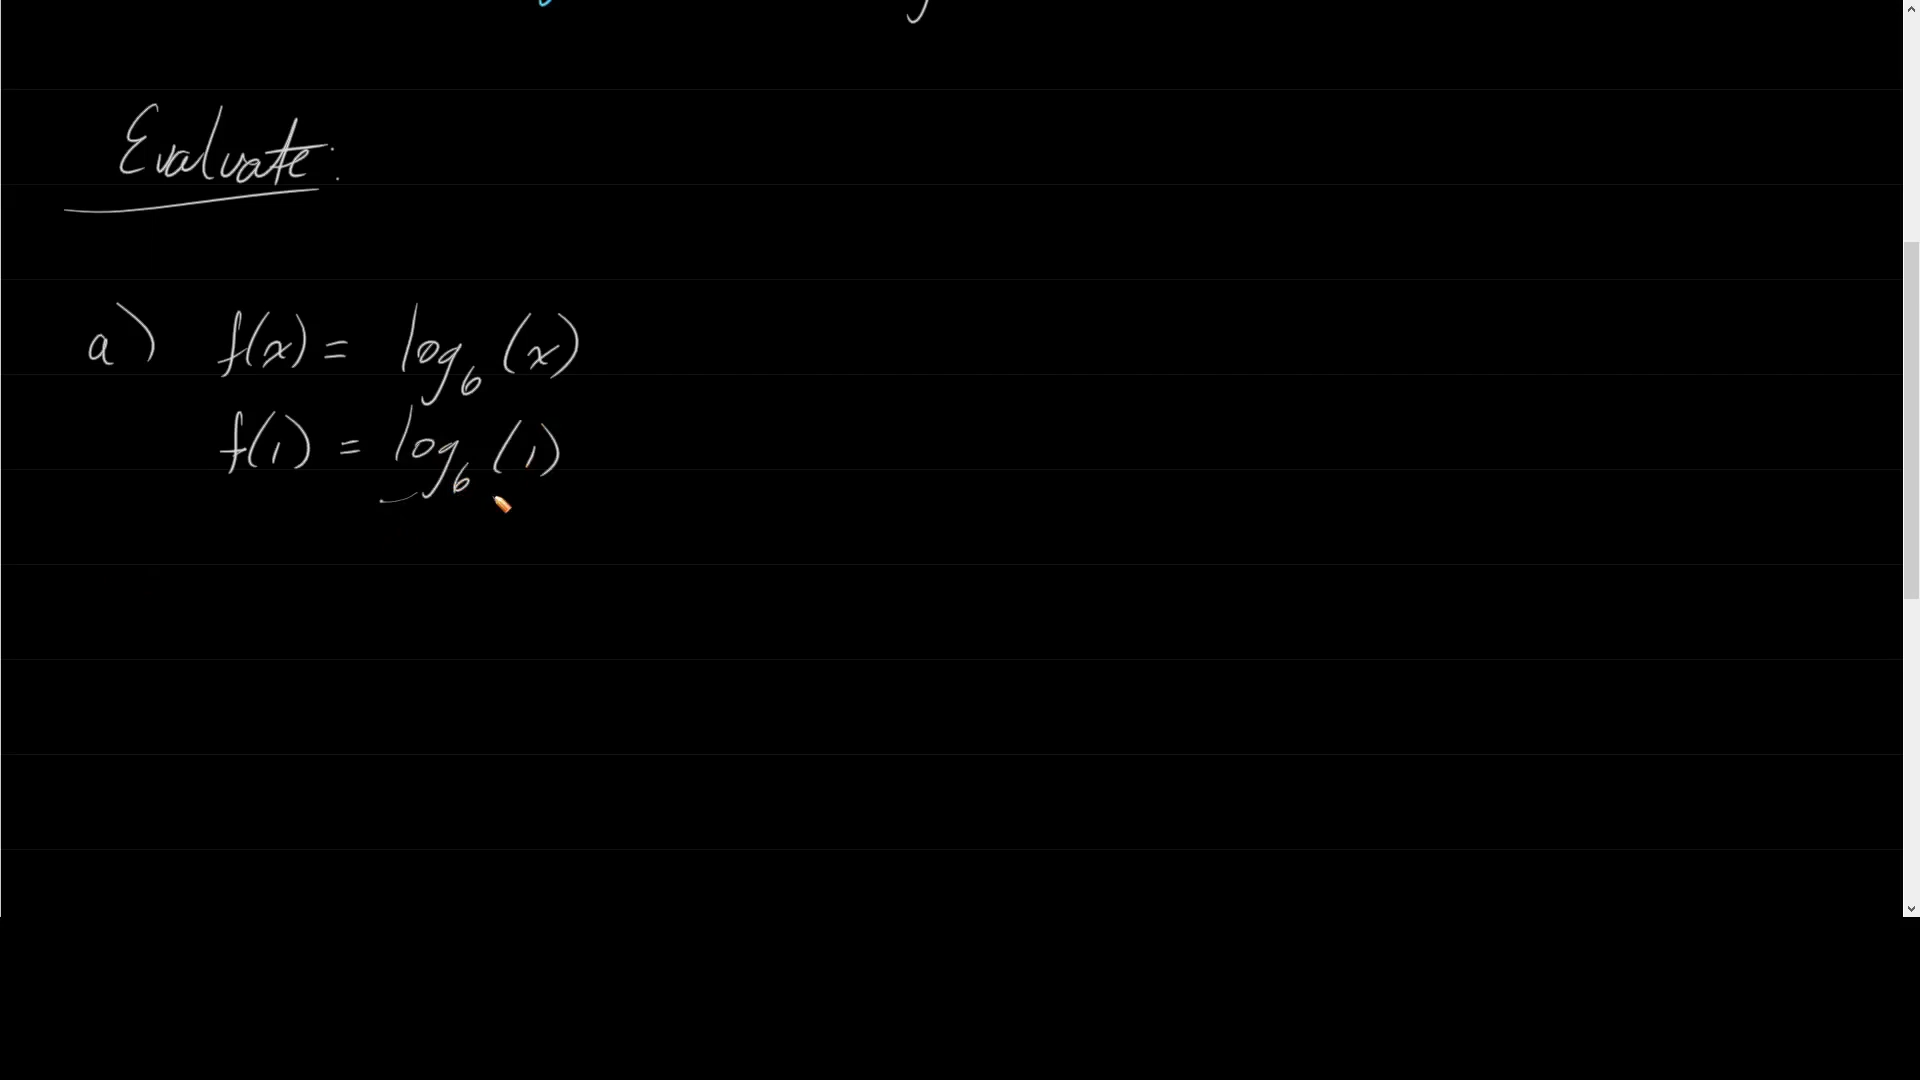 Evaluate:
a) f(x) = log₆(x)
f(1) = log₆(1)